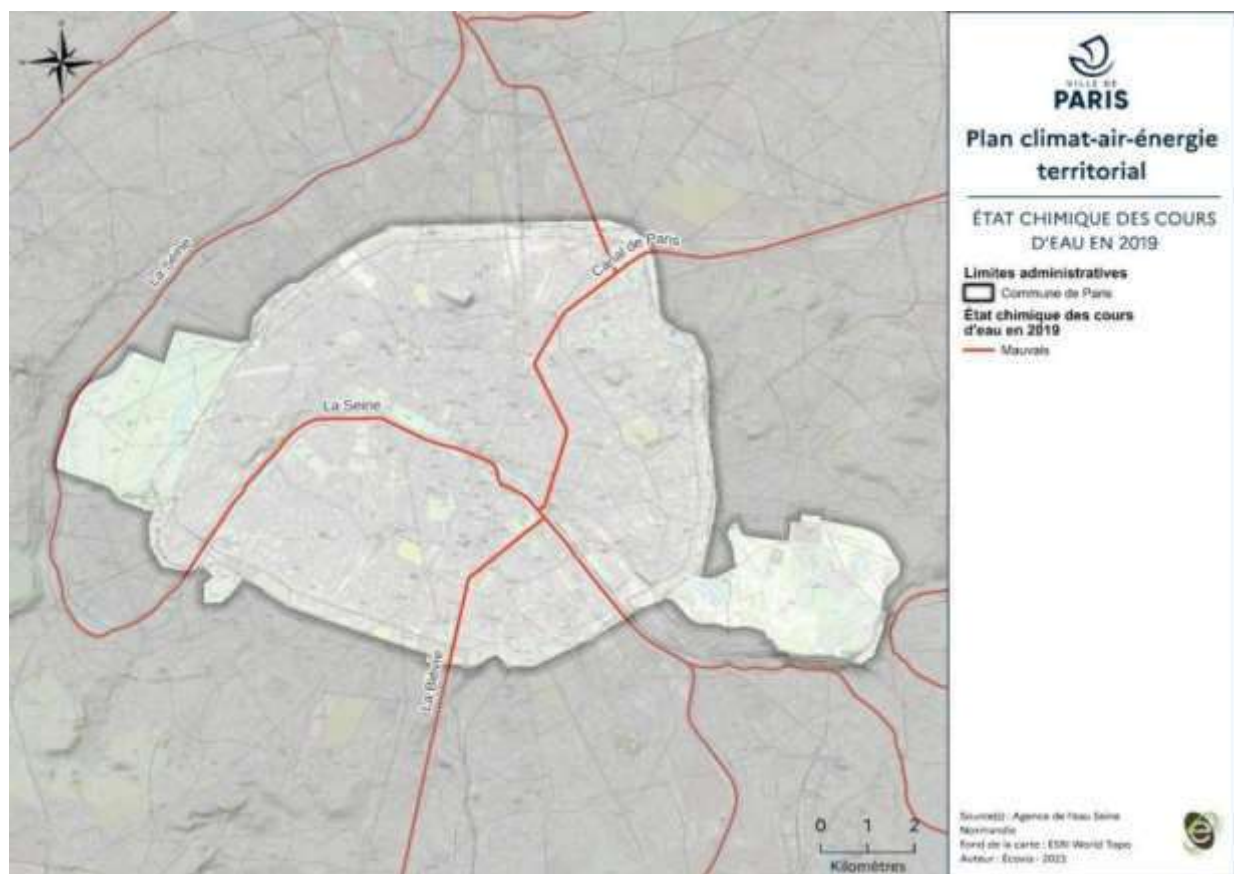 VILLE DE
PARIS
Plan climat-air-énergie
territorial
ÉTAT CHIMIQUE DES COURS
D'EAU EN 2019
Limites administratives
Commune de Paris
État chimique des cours
d'eau en 2019
Mauvais
La Seine
Canal de Paris
La Seine
La Bièvre
0 1 2
Kilomètres
Source(s) : Agence de l'eau Seine
Normandie
Fond de la carte : ESRI World Topo
Auteur : Ecovia - 2023